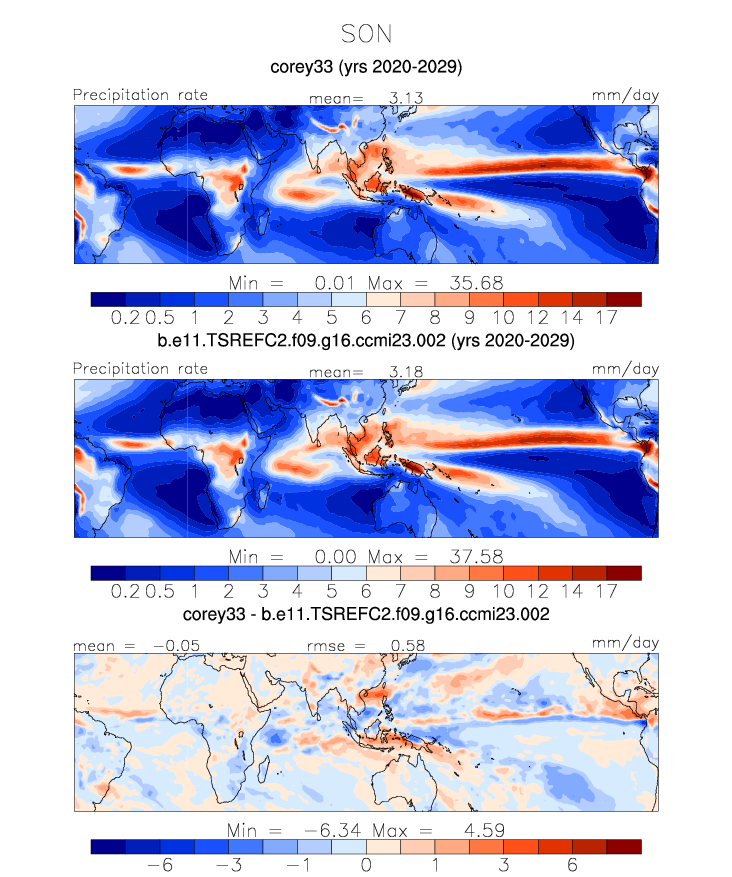 SON
corey33 (yrs 2020-2029)
Precipitation rate mean= 3.13 mm/day
Min = 0.01 Max = 35.68
0.2 0.5 1 2 3 4 5 6 7 8 9 10 12 14 17
b.e11.TSREFC2.f09.g16.ccmi23.002 (yrs 2020-2029)
Precipitation rate mean= 3.18 mm/day
Min = 0.00 Max = 37.58
0.2 0.5 1 2 3 4 5 6 7 8 9 10 12 14 17
corey33 - b.e11.TSREFC2.f09.g16.ccmi23.002
mean = −0.05 rmse = 0.58 mm/day
Min = −6.34 Max = 4.59
−6 −3 −1 0 1 3 6